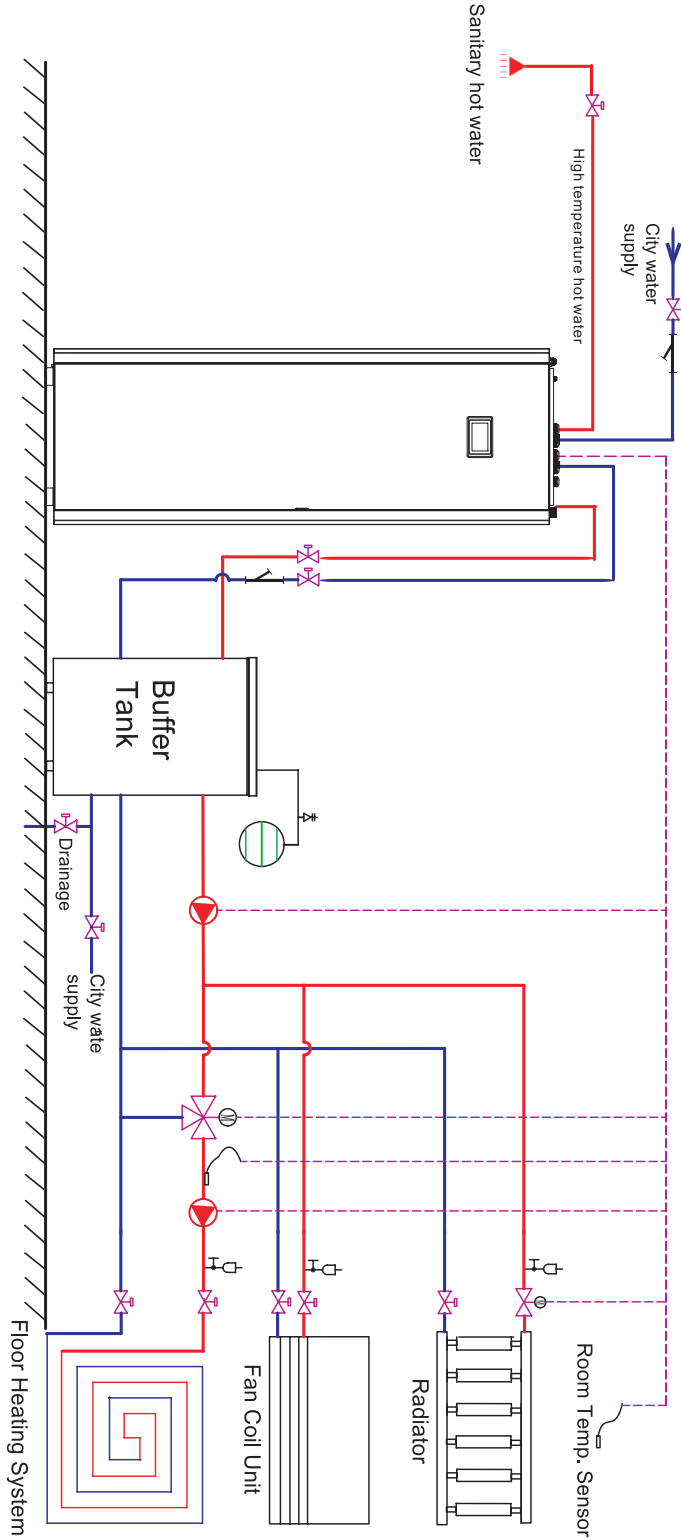 Sanitary hot water
High temperature hot water
City water
supply
Buffer
Tank
Drainage
City wate
supply
Room Temp. Sensor
Radiator
Fan Coil Unit
Floor Heating System